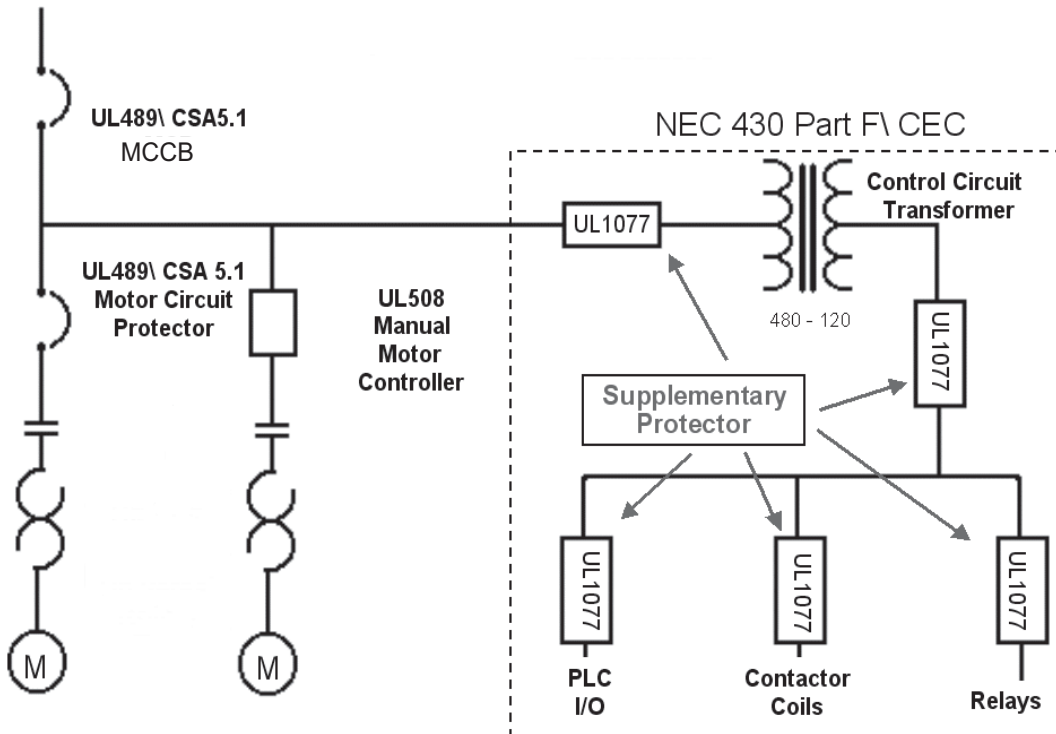 UL489\ CSA5.1
MCCB
NEC 430 Part F\ CEC
UL1077
Control Circuit
Transformer
480 - 120
UL489\ CSA 5.1
Motor Circuit
Protector
UL508
Manual
Motor
Controller
UL1077
Supplementary
Protector
UL1077
UL1077
UL1077
M
M
PLC
I/O
Contactor
Coils
Relays